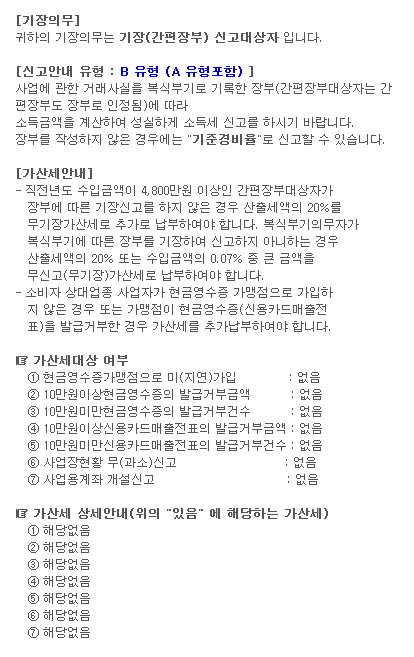 [기장의무]
귀하의 기장의무는 기장(간편장부) 신고대상자 입니다.
[신고안내 유형 : B 유형 (A 유형포함) ]
사업에 관한 거래사실을 복식부기로 기록한 장부(간편장부대상자는 간
편장부도 장부로 인정됨)에 따라
소득금액을 계산하여 성실하게 소득세 신고를 하시기 바랍니다.
장부를 작성하지 않은 경우에는 "기준경비율"로 신고할 수 있습니다.
[가산세안내]
- 직전년도 수입금액이 4,800만원 이상인 간편장부대상자가
장부에 따른 기장신고를 하지 않은 경우 산출세액의 20%를
무기장가산세로 추가로 납부하여야 합니다. 복식부기의무자가
복식부기에 따른 장부를 기장하여 신고하지 아니하는 경우
산출세액의 20% 또는 수입금액의 0.07% 중 큰 금액을
무신고(무기장)가산세로 납부하여야 합니다.
- 소비자 상대업종 사업자가 현금영수증 가맹점으로 가입하
지 않은 경우 또는 가맹점이 현금영수증(신용카드매출전
표)을 발급거부한 경우 가산세를 추가납부하여야 합니다.
☞ 가산세대상 여부
① 현금영수증가맹점으로 미(지연)가입 : 없음
② 10만원이상현금영수증의 발급거부금액 : 없음
③ 10만원미만현금영수증의 발급거부건수 : 없음
④ 10만원이상신용카드매출전표의 발급거부금액 : 없음
⑤ 10만원미만신용카드매출전표의 발급거부건수 : 없음
⑥ 사업장현황 무(과소)신고 : 없음
⑦ 사업용계좌 개설신고 : 없음
☞ 가산세 상세안내(위의 "있음" 에 해당하는 가산세)
① 해당없음
② 해당없음
③ 해당없음
④ 해당없음
⑤ 해당없음
⑥ 해당없음
⑦ 해당없음